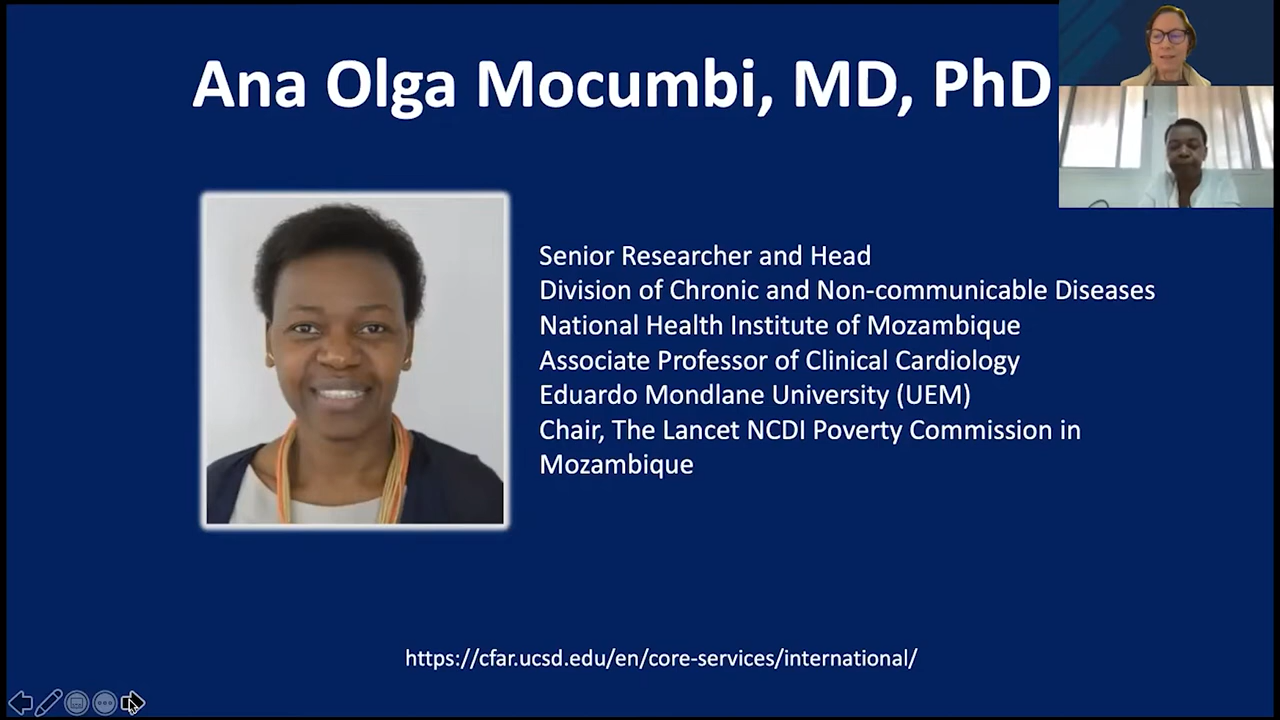 Ana Olga Mocumbi, MD, PhD
Senior Researcher and Head
Division of Chronic and Non-communicable Diseases
National Health Institute of Mozambique
Associate Professor of Clinical Cardiology
Eduardo Mondlane University (UEM)
Chair, The Lancet NCDI Poverty Commission in
Mozambique
https://cfar.ucsd.edu/en/core-services/international/